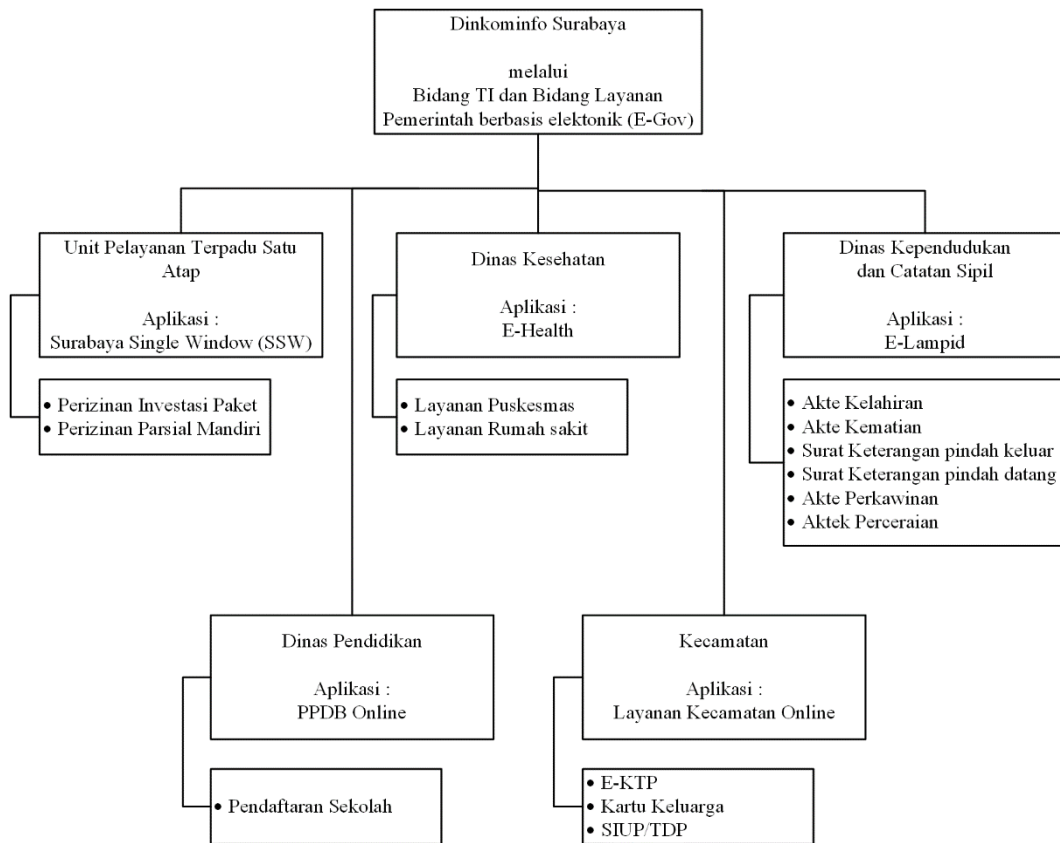 Dinkominfo Surabaya
melalui
Bidang TI dan Bidang Layanan
Pemerintah berbasis elektonik (E-Gov)
Unit Pelayanan Terpadu Satu
Atap
Aplikasi :
Surabaya Single Window (SSW)
• Perizinan Investasi Paket
• Perizinan Parsial Mandiri
Dinas Kesehatan
Aplikasi :
E-Health
• Layanan Puskesmas
• Layanan Rumah sakit
Dinas Kependudukan
dan Catatan Sipil
Aplikasi :
E-Lampid
• Akte Kelahiran
• Akte Kematian
• Surat Keterangan pindah keluar
• Surat Keterangan pindah datang
• Akte Perkawinan
• Aktek Perceraian
Dinas Pendidikan
Aplikasi :
PPDB Online
• Pendaftaran Sekolah
Kecamatan
Aplikasi :
Layanan Kecamatan Online
• E-KTP
• Kartu Keluarga
• SIUP/TDP